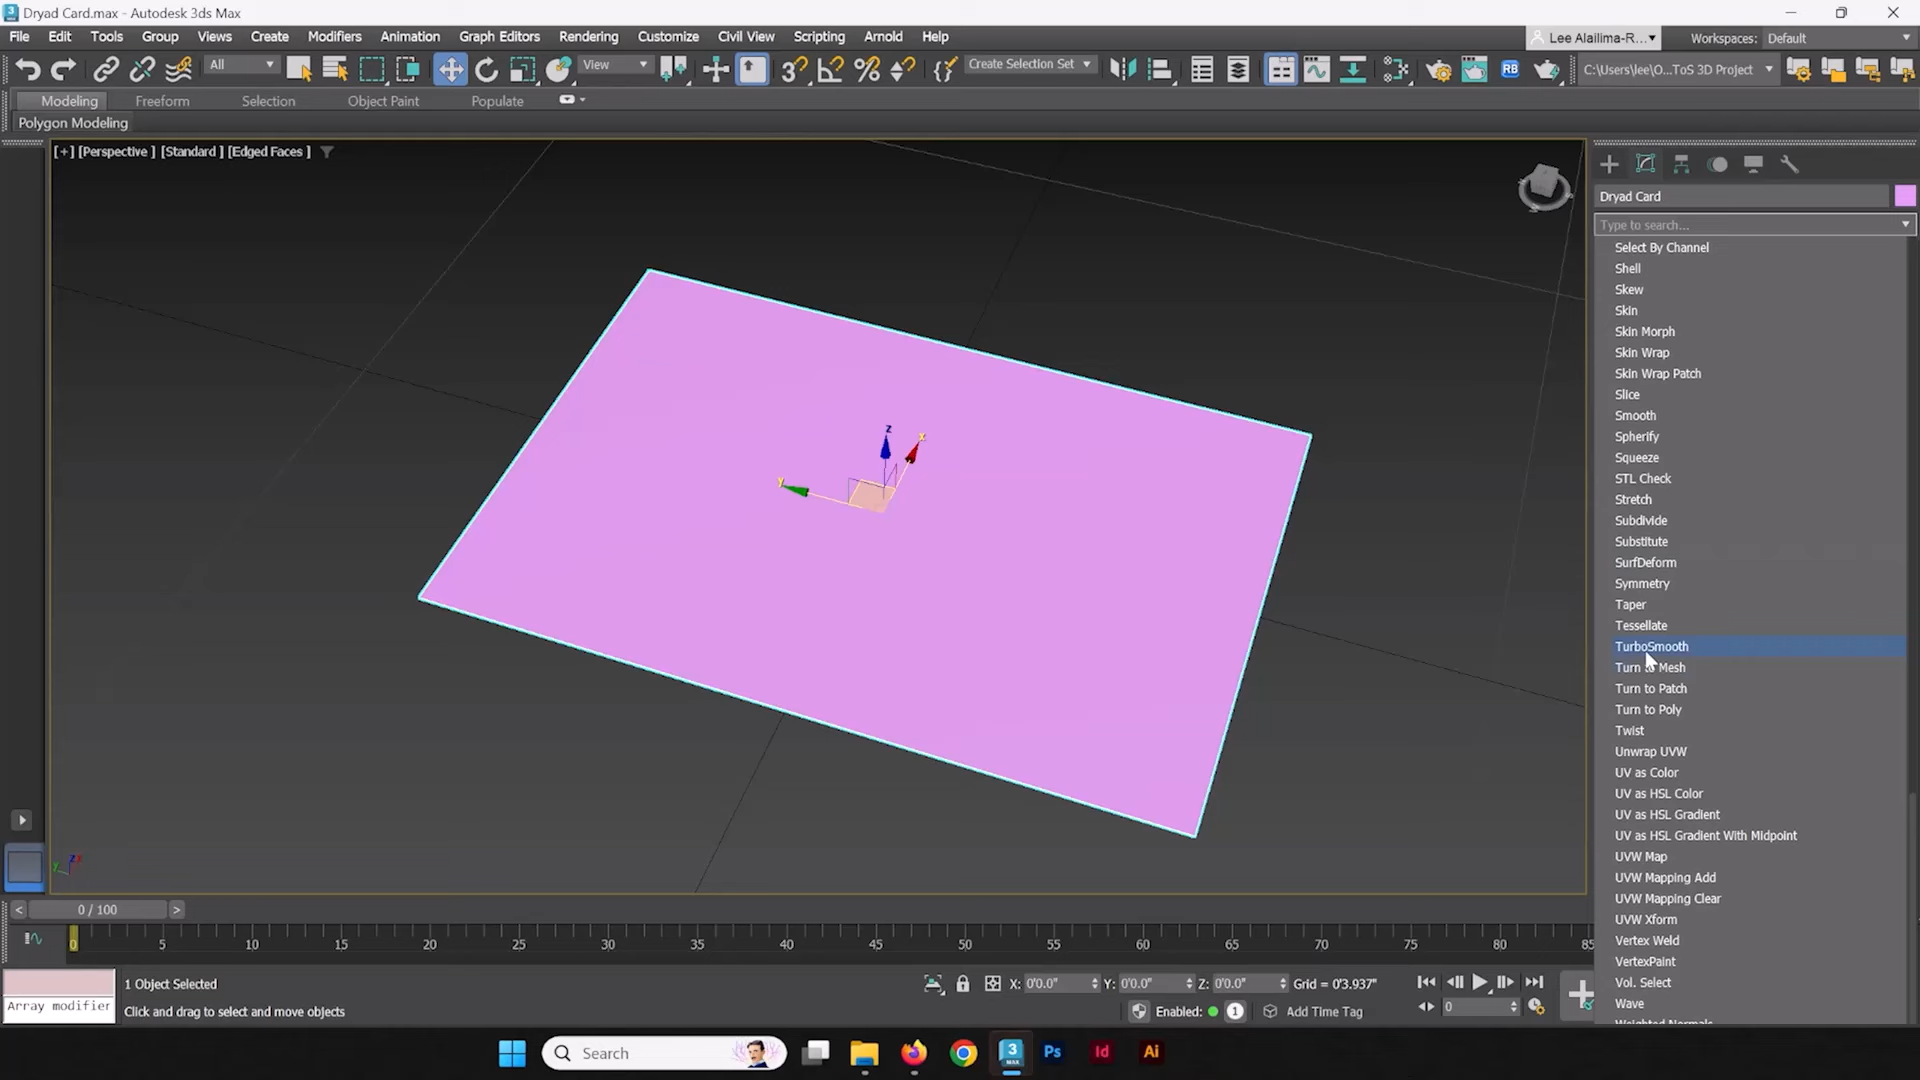 Dryad Card.max - Autodesk 3ds Max
File Edit Tools Group Views Create Modifiers Animation Graph Editors Rendering Customize Civil View Scripting Arnold Help
Lee Alailima-R...
Workspaces: Default
All
View
Create Selection Set
C:\Users\lee\O...ToS 3D Project
Modeling Freeform Selection Object Paint Populate
Polygon Modeling
[+] [Perspective ] [Standard ] [Edged Faces ]
Dryad Card
Type to search...
Select By Channel
Shell
Skew
Skin
Skin Morph
Skin Wrap
Skin Wrap Patch
Slice
Smooth
Spherify
Squeeze
STL Check
Stretch
Subdivide
Substitute
SurfDeform
Symmetry
Taper
Tessellate
TurboSmooth
Turn to Mesh
Turn to Patch
Turn to Poly
Twist
Unwrap UVW
UV as Color
UV as HSL Color
UV as HSL Gradient
UV as HSL Gradient With Midpoint
UVW Map
UVW Mapping Add
UVW Mapping Clear
UVW Xform
Vertex Weld
VertexPaint
Vol. Select
Wave
Weighted Normals
z
x
y
< 0 / 100 >
0 5 10 15 20 25 30 35 40 45 50 55 60 65 70 75 80 85
1 Object Selected
X: 0'0.0" Y: 0'0.0" Z: 0'0.0" Grid = 0'3.937"
Array modifier
Click and drag to select and move objects
Enabled: 1 Add Time Tag
0
Search
3 MAX Ps Id Ai